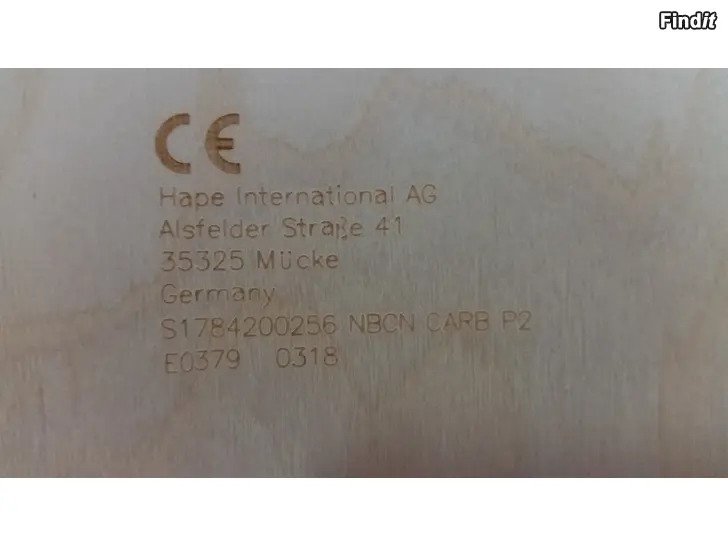 Findit
CE
Hape International AG
Alsfelder Straße 41
35325 Mücke
Germany
S1784200256 NBCN CARB P2
E0379 0318